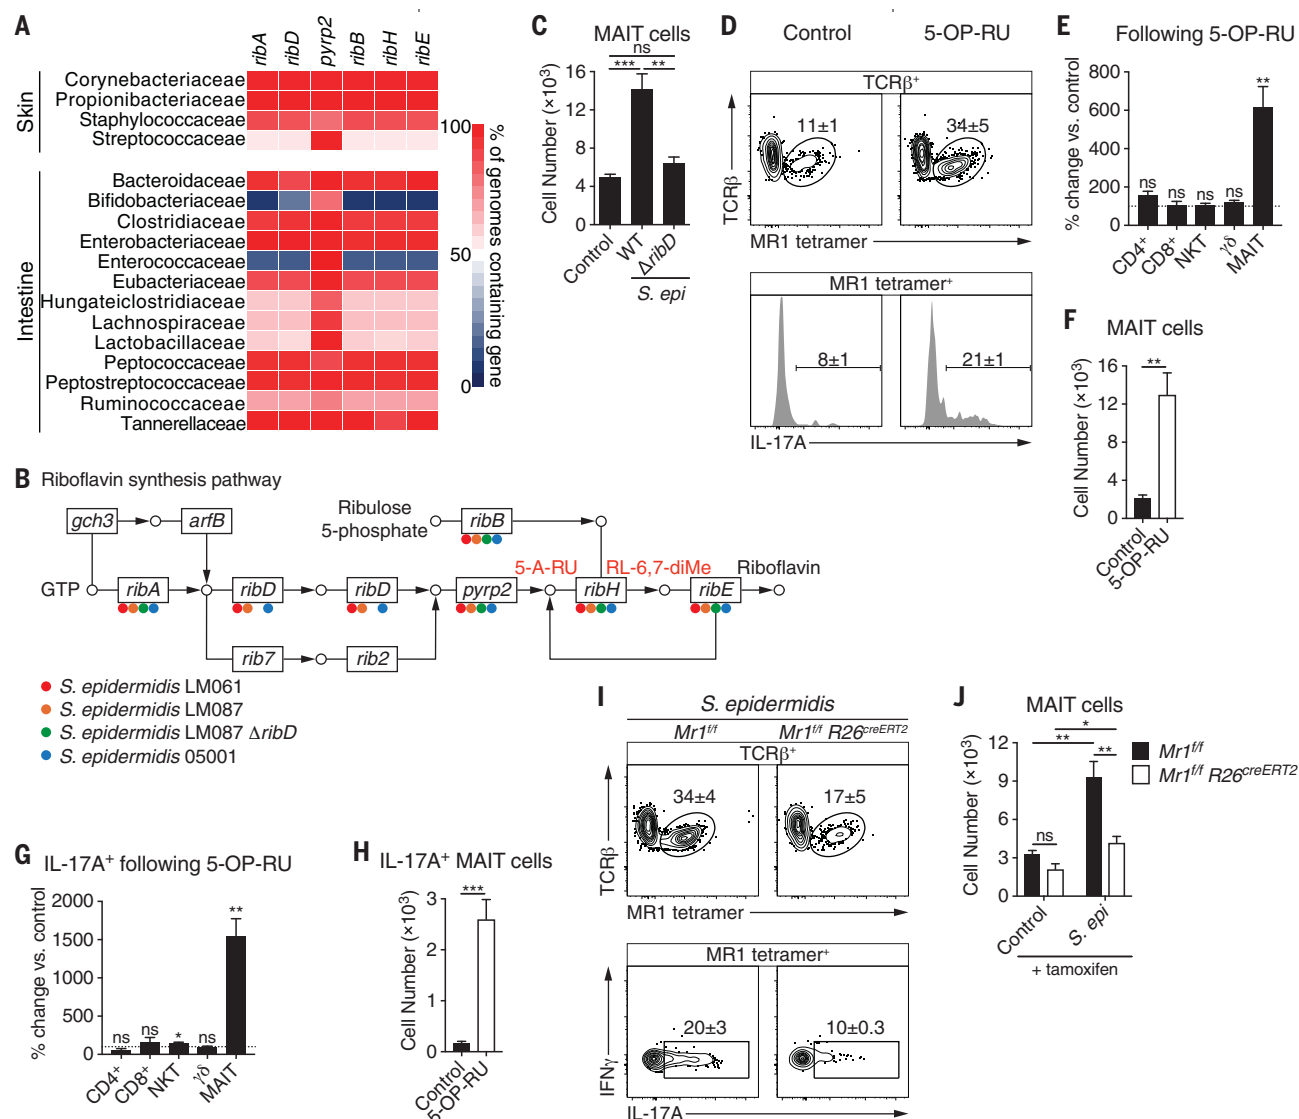 A
ribA ribD pyrp2 ribB ribH ribE
Skin
Corynebacteriaceae
Propionibacteriaceae
Staphylococcaceae
Streptococcaceae
Intestine
Bacteroidaceae
Bifidobacteriaceae
Clostridiaceae
Enterobacteriaceae
Enterococcaceae
Eubacteriaceae
Hungateiclostridiaceae
Lachnospiraceae
Lactobacillaceae
Peptococcaceae
Peptostreptococcaceae
Ruminococcaceae
Tannerellaceae
100
50
0
% of genomes containing gene
B Riboflavin synthesis pathway
gch3 arfB
Ribulose
5-phosphate
ribB
5-A-RU RL-6,7-diMe Riboflavin
GTP ribA ribD ribD pyrp2 ribH ribE
rib7 rib2
S. epidermidis LM061
S. epidermidis LM087
S. epidermidis LM087 ΔribD
S. epidermidis 05001
C
MAIT cells
ns
*** **
Cell Number (×10³)
16
12
8
4
0
Control WT ΔribD
S. epi
D
Control 5-OP-RU
TCRβ⁺
11±1 34±5
TCRβ
MR1 tetramer
MR1 tetramer⁺
8±1 21±1
IL-17A
E
Following 5-OP-RU
% change vs. control
800
600
400
200
0
ns ns ns ns **
CD4⁺ CD8⁺ NKT γδ MAIT
F
MAIT cells
**
Cell Number (×10³)
16
12
8
4
0
Control 5-OP-RU
G
IL-17A⁺ following 5-OP-RU
% change vs. control
2000
1500
1000
500
0
ns ns * ns **
CD4⁺ CD8⁺ NKT γδ MAIT
H
IL-17A⁺ MAIT cells
***
Cell Number (×10³)
3
2
1
0
Control 5-OP-RU
I
S. epidermidis
Mr1f/f Mr1f/f R26creERT2
TCRβ⁺
34±4 17±5
TCRβ
MR1 tetramer
MR1 tetramer⁺
20±3 10±0.3
IFNγ
IL-17A
J
MAIT cells
*
** **
ns
Cell Number (×10³)
12
9
6
3
0
Control S. epi
+ tamoxifen
Mr1f/f
Mr1f/f R26creERT2